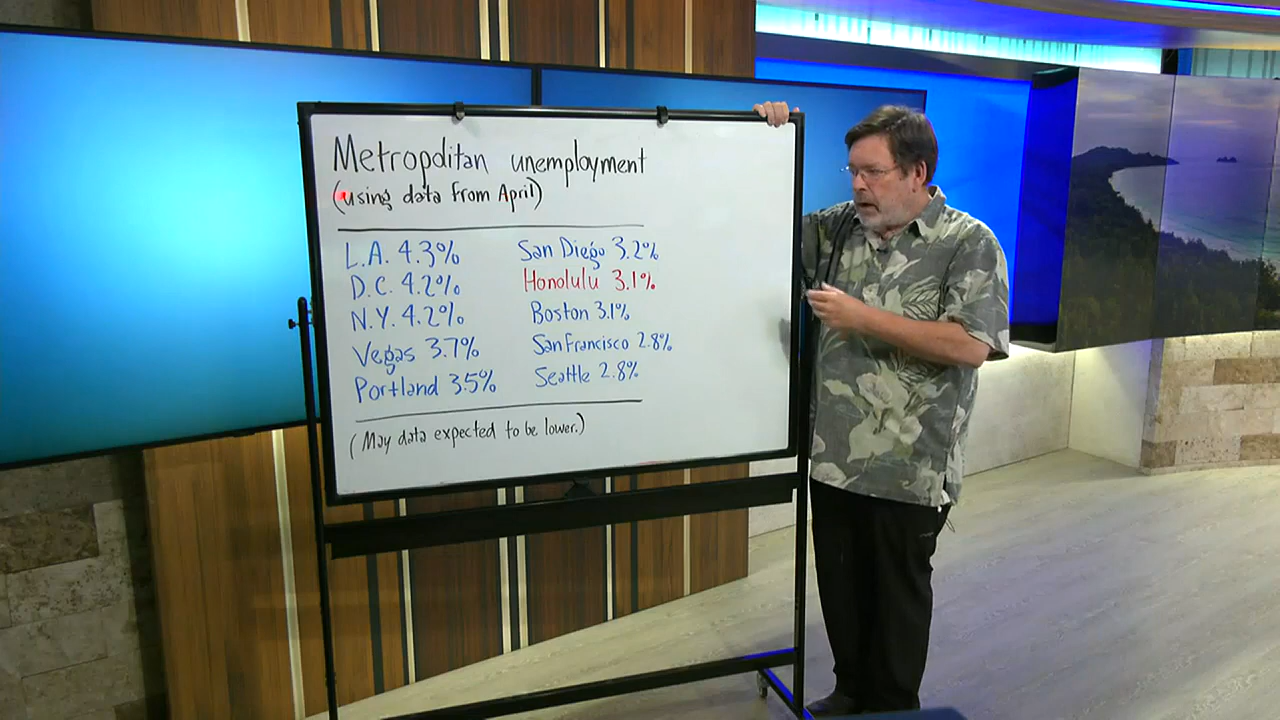 Metropolitan unemployment
(using data from April)
L.A. 4.3%
D.C. 4.2%
N.Y. 4.2%
Vegas 3.7%
Portland 3.5%
San Diego 3.2%
Honolulu 3.1%
Boston 3.1%
San Francisco 2.8%
Seattle 2.8%
(May data expected to be lower.)